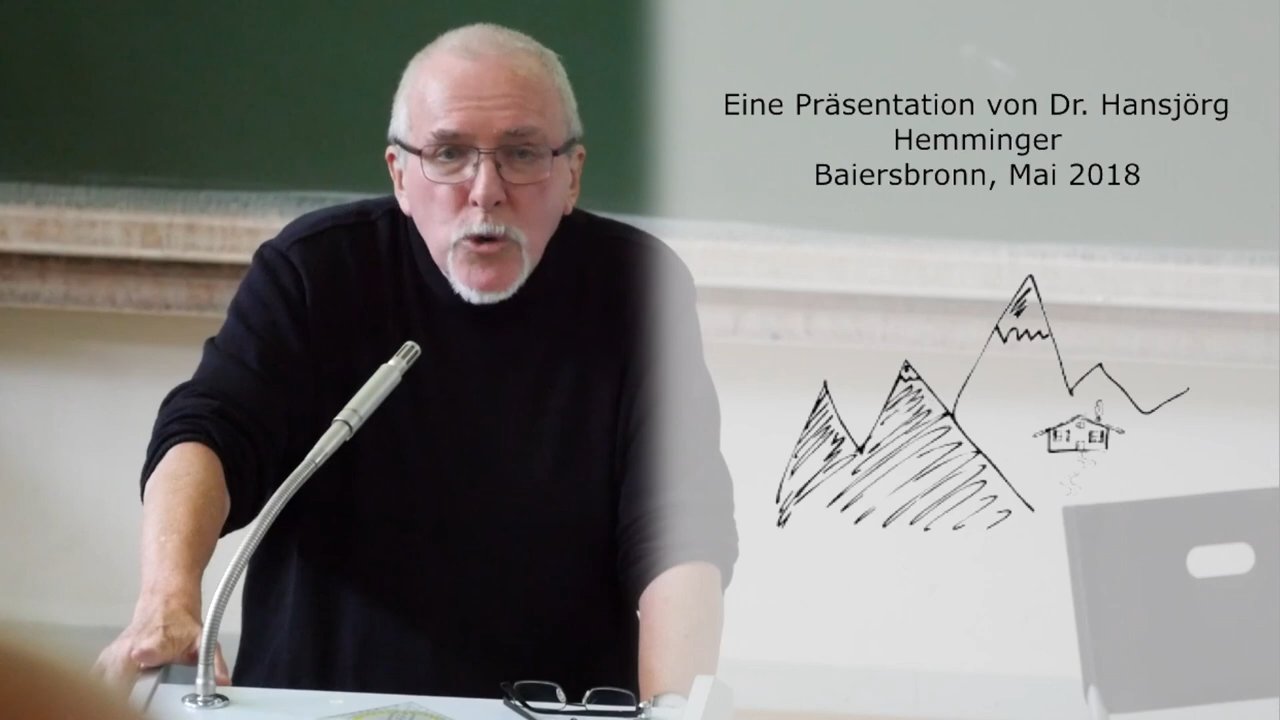 Eine Präsentation von Dr. Hansjörg
Hemminger
Baiersbronn, Mai 2018